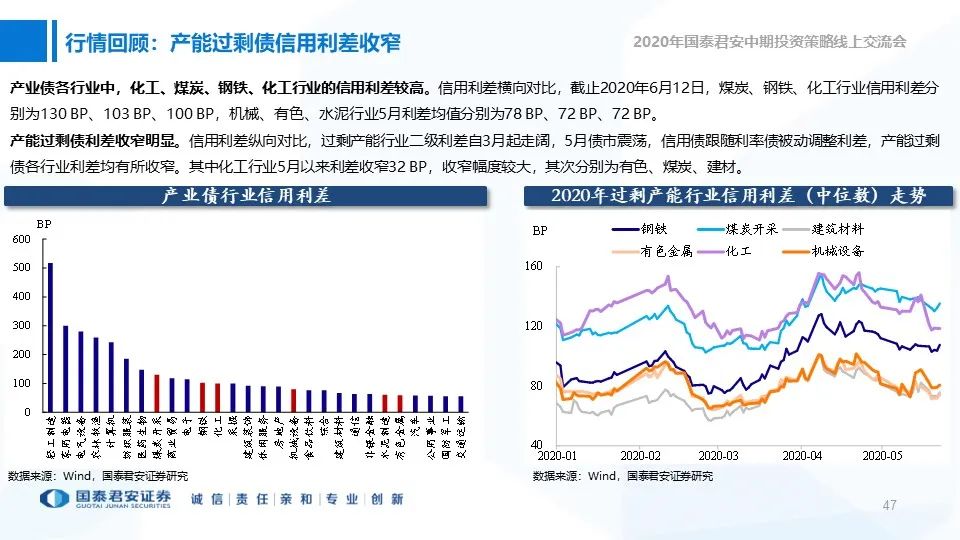 行情回顾：产能过剩债信用利差收窄
2020年国泰君安中期投资策略线上交流会
产业债各行业中，化工、煤炭、钢铁、化工行业的信用利差较高。信用利差横向对比，截止2020年6月12日，煤炭、钢铁、化工行业信用利差分
别为130 BP、103 BP、100 BP，机械、有色、水泥行业5月利差均值分别为78 BP、72 BP、72 BP。
产能过剩债利差收窄明显。信用利差纵向对比，过剩产能行业二级利差自3月起走阔，5月债市震荡，信用债跟随利率债被动调整利差，产能过剩
债各行业利差均有所收窄。其中化工行业5月以来利差收窄32 BP，收窄幅度较大，其次分别为有色、煤炭、建材。
产业债行业信用利差
BP
600
500
400
300
200
100
0
轻工制造
家用电器
电气设备
农林牧渔
计算机
纺织服装
医药生物
煤炭开采
商业贸易
电子
钢铁
化工
采掘
建筑装饰
休闲服务
房地产
机械设备
食品饮料
综合
建筑材料
通信
非银金融
水泥制造
有色金属
汽车
公用事业
国防军工
交通运输
数据来源：Wind，国泰君安证券研究
2020年过剩产能行业信用利差（中位数）走势
BP
钢铁
煤炭开采
建筑材料
有色金属
化工
机械设备
160
120
80
40
2020-01
2020-02
2020-03
2020-04
2020-05
数据来源：Wind，国泰君安证券研究
国泰君安证券
GUOTAI JUNAN SECURITIES
诚信|责任|亲和|专业|创新
47